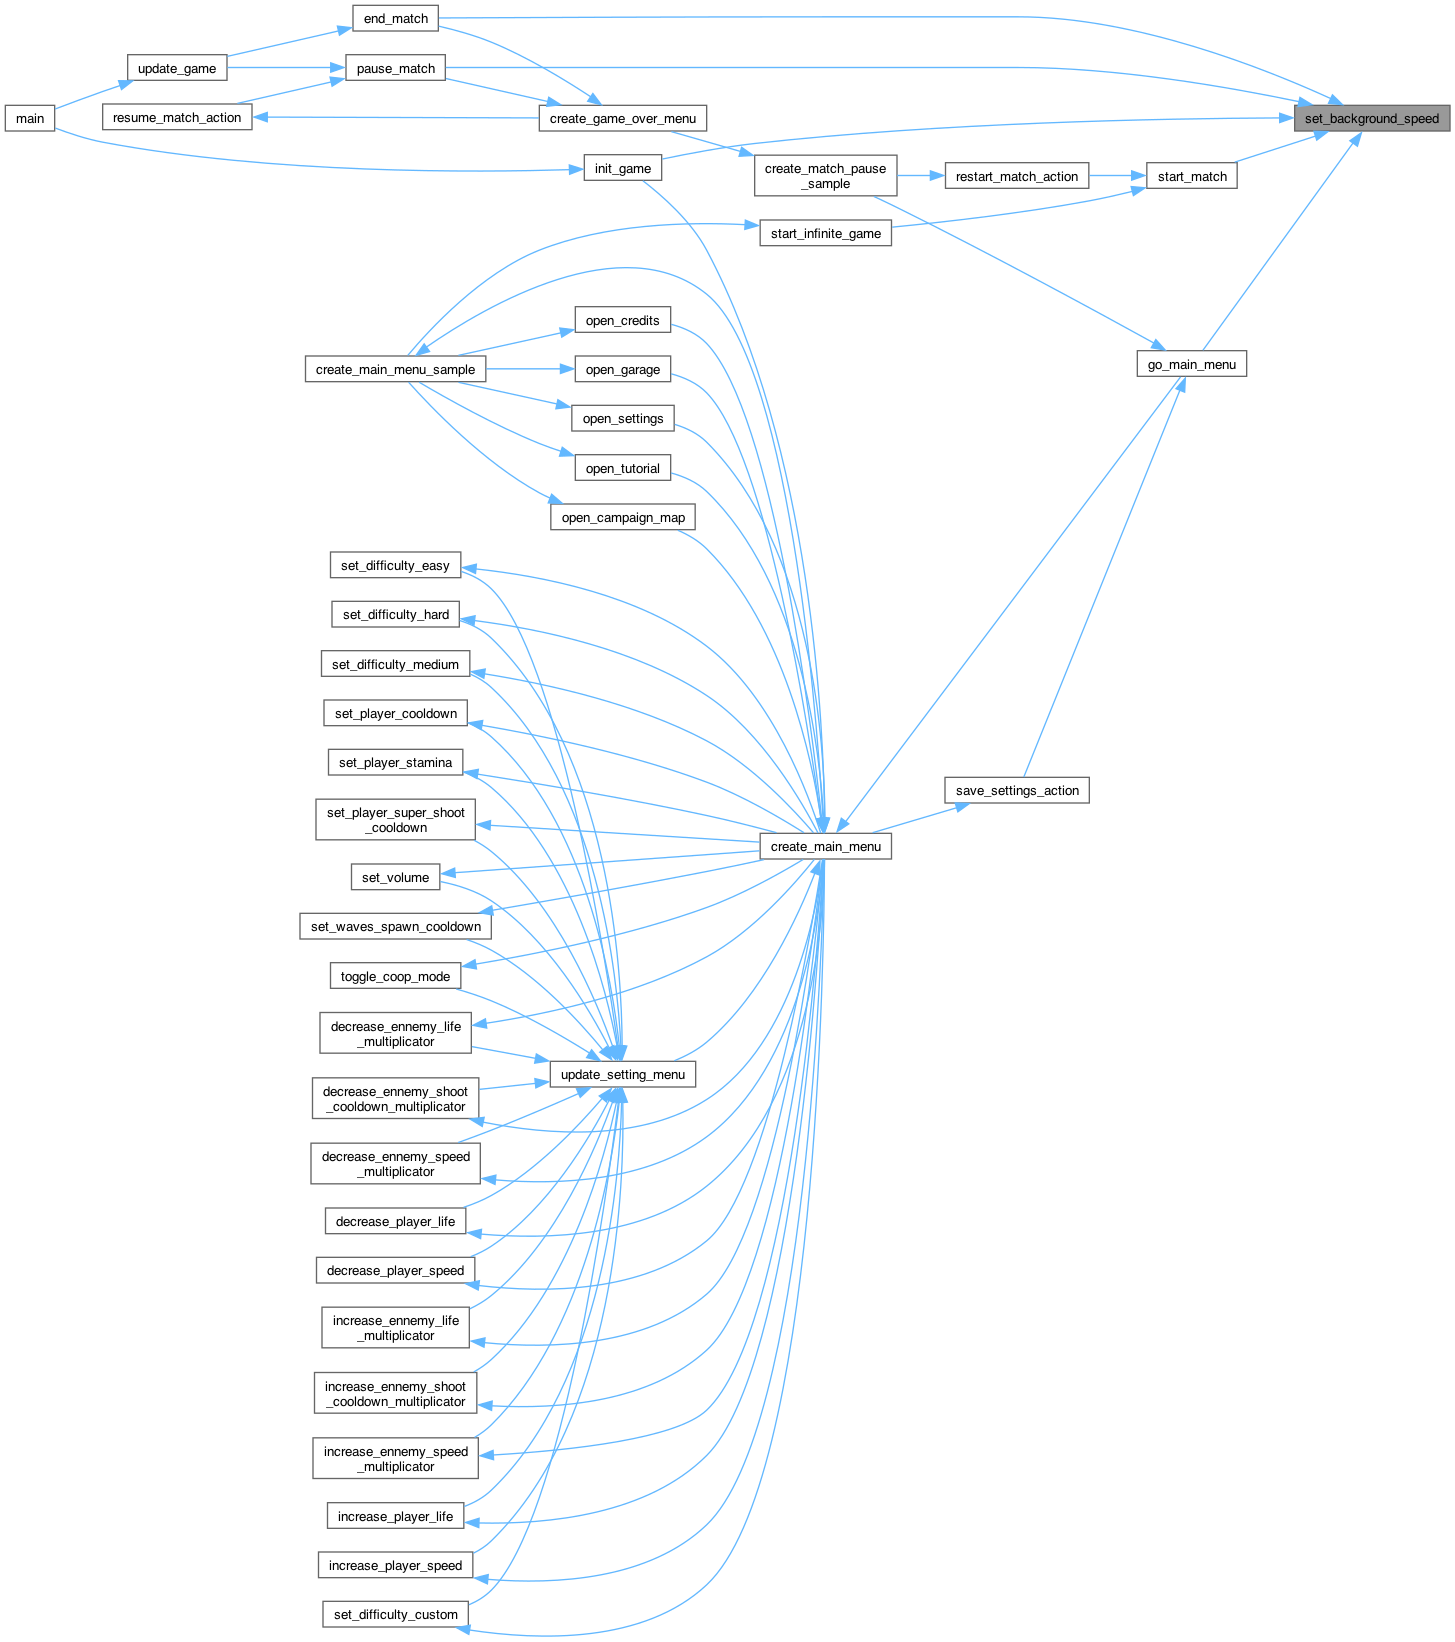 end_match
update_game
pause_match
main
resume_match_action
create_game_over_menu
set_background_speed
init_game
create_match_pause
_sample
restart_match_action
start_match
start_infinite_game
open_credits
create_main_menu_sample
open_garage
go_main_menu
open_settings
open_tutorial
open_campaign_map
set_difficulty_easy
set_difficulty_hard
set_difficulty_medium
set_player_cooldown
set_player_stamina
save_settings_action
set_player_super_shoot
_cooldown
create_main_menu
set_volume
set_waves_spawn_cooldown
toggle_coop_mode
decrease_ennemy_life
_multiplicator
update_setting_menu
decrease_ennemy_shoot
_cooldown_multiplicator
decrease_ennemy_speed
_multiplicator
decrease_player_life
decrease_player_speed
increase_ennemy_life
_multiplicator
increase_ennemy_shoot
_cooldown_multiplicator
increase_ennemy_speed
_multiplicator
increase_player_life
increase_player_speed
set_difficulty_custom